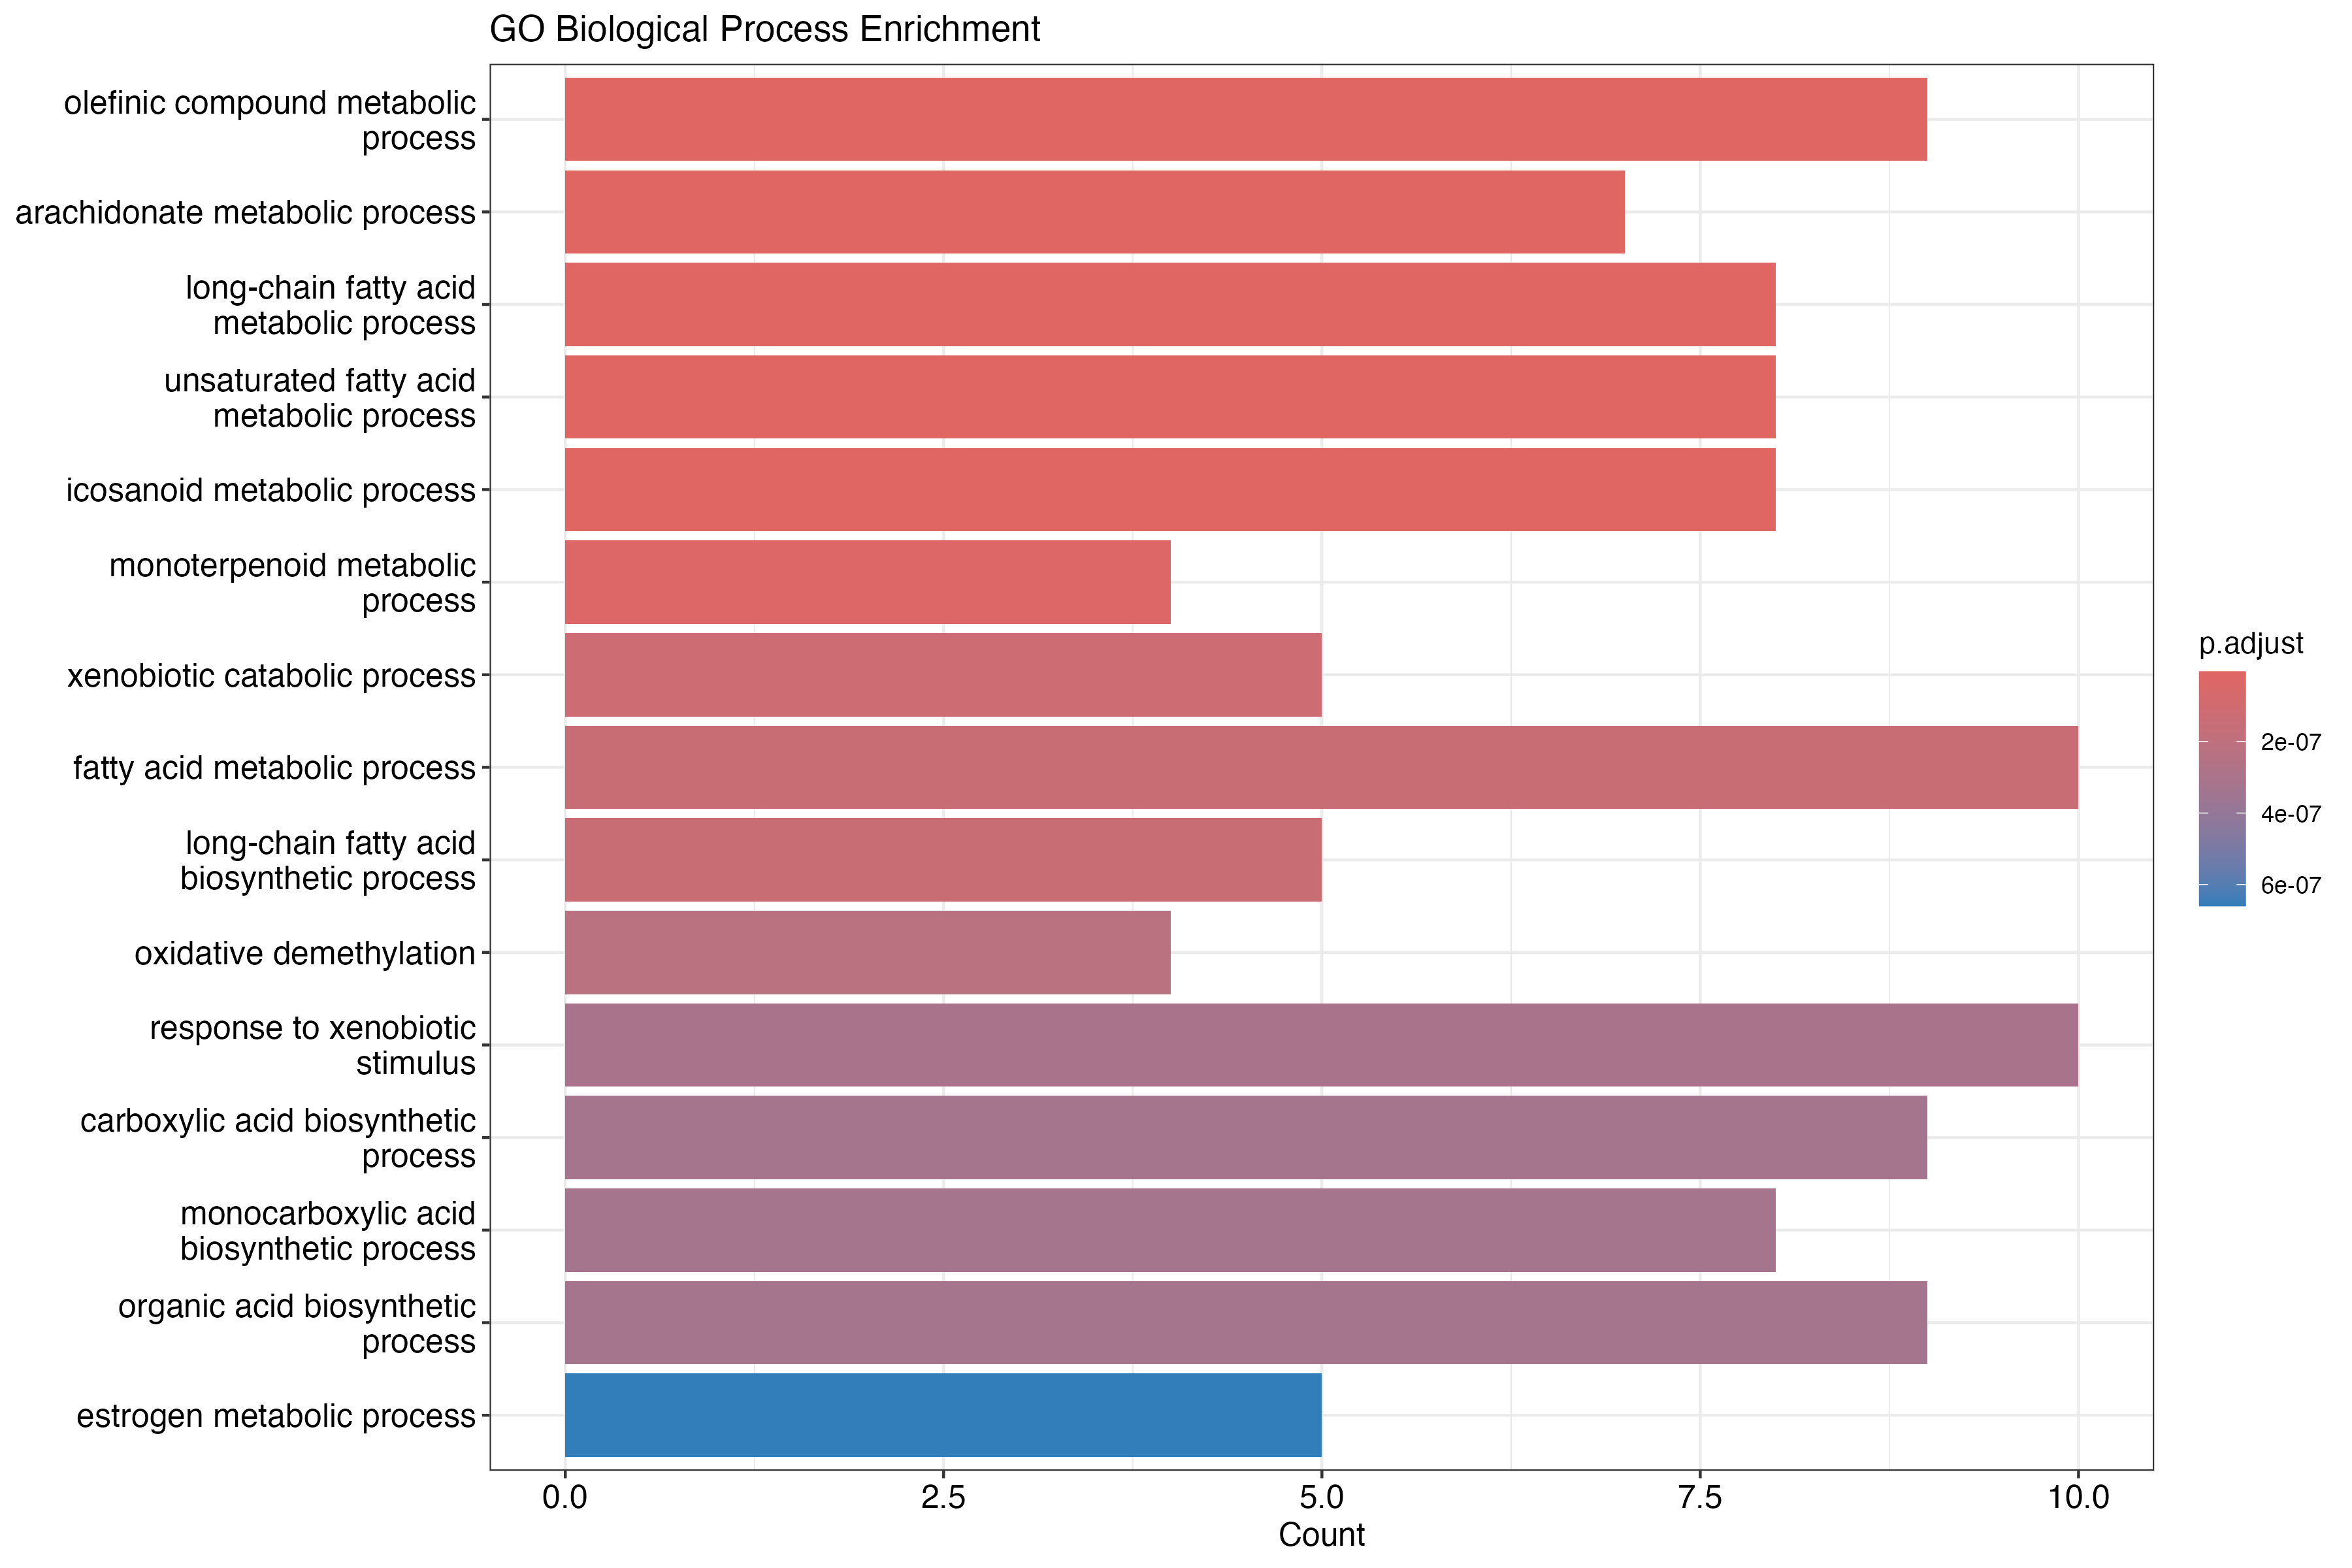 GO Biological Process Enrichment
olefinic compound metabolic
process
arachidonate metabolic process
long-chain fatty acid
metabolic process
unsaturated fatty acid
metabolic process
icosanoid metabolic process
monoterpenoid metabolic
process
xenobiotic catabolic process
fatty acid metabolic process
long-chain fatty acid
biosynthetic process
oxidative demethylation
response to xenobiotic
stimulus
carboxylic acid biosynthetic
process
monocarboxylic acid
biosynthetic process
organic acid biosynthetic
process
estrogen metabolic process
0.0 2.5 5.0 7.5 10.0
Count
p.adjust
2e-07
4e-07
6e-07